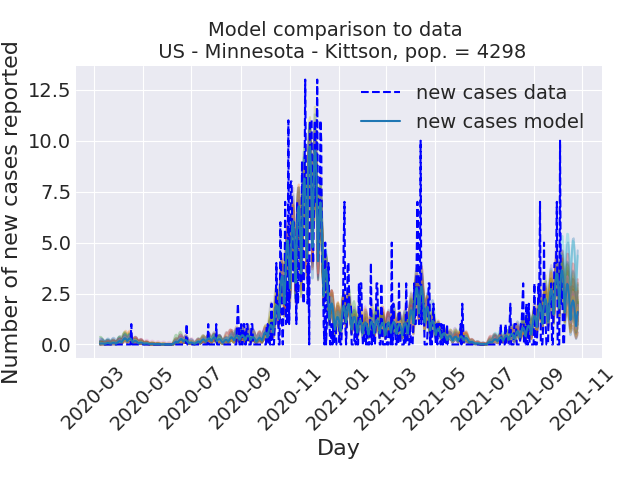 Model comparison to data
US - Minnesota - Kittson, pop. = 4298
Number of new cases reported
12.5
10.0
7.5
5.0
2.5
0.0
new cases data
new cases model
2020-03
2020-05
2020-07
2020-09
2020-11
2021-01
2021-03
2021-05
2021-07
2021-09
2021-11
Day